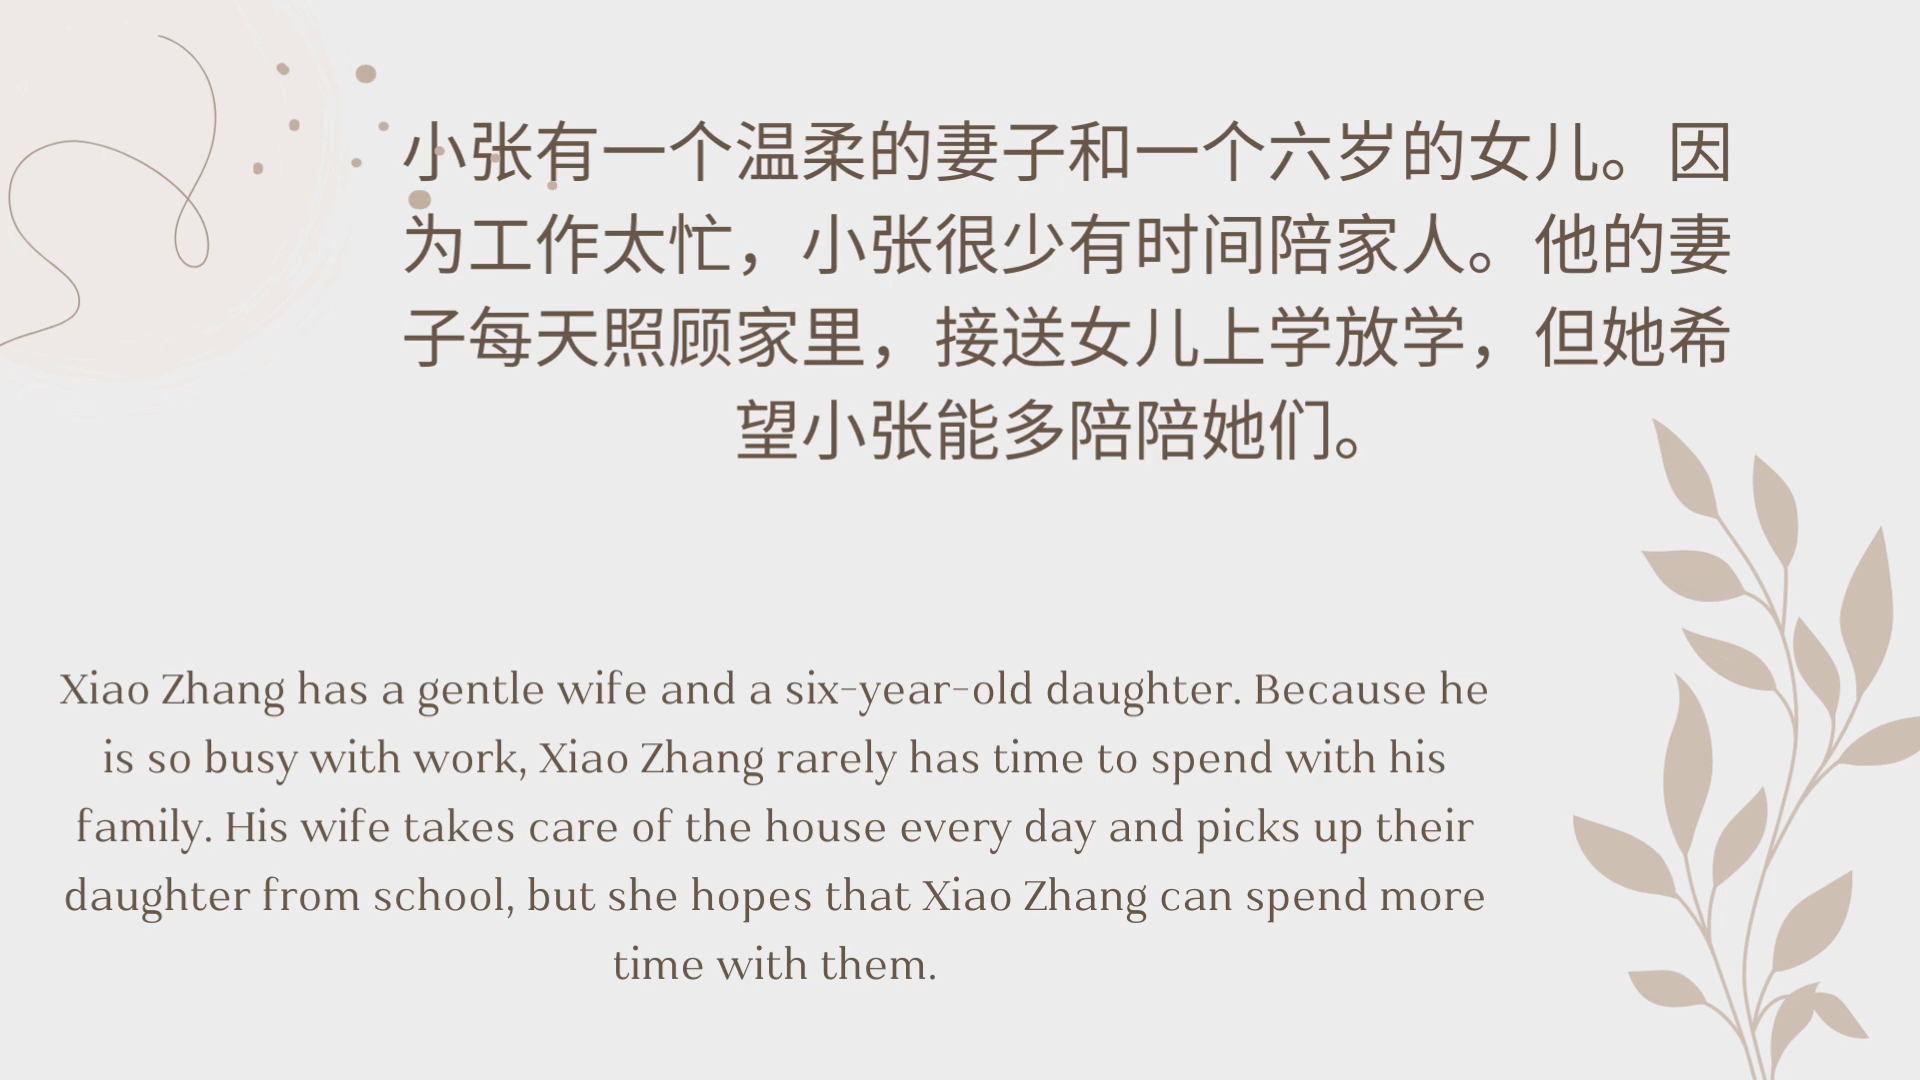 小张有一个温柔的妻子和一个六岁的女儿。因
为工作太忙，小张很少有时间陪家人。他的妻
子每天照顾家里，接送女儿上学放学，但她希
望小张能多陪陪她们。
Xiao Zhang has a gentle wife and a six-year-old daughter. Because he
is so busy with work, Xiao Zhang rarely has time to spend with his
family. His wife takes care of the house every day and picks up their
daughter from school, but she hopes that Xiao Zhang can spend more
time with them.